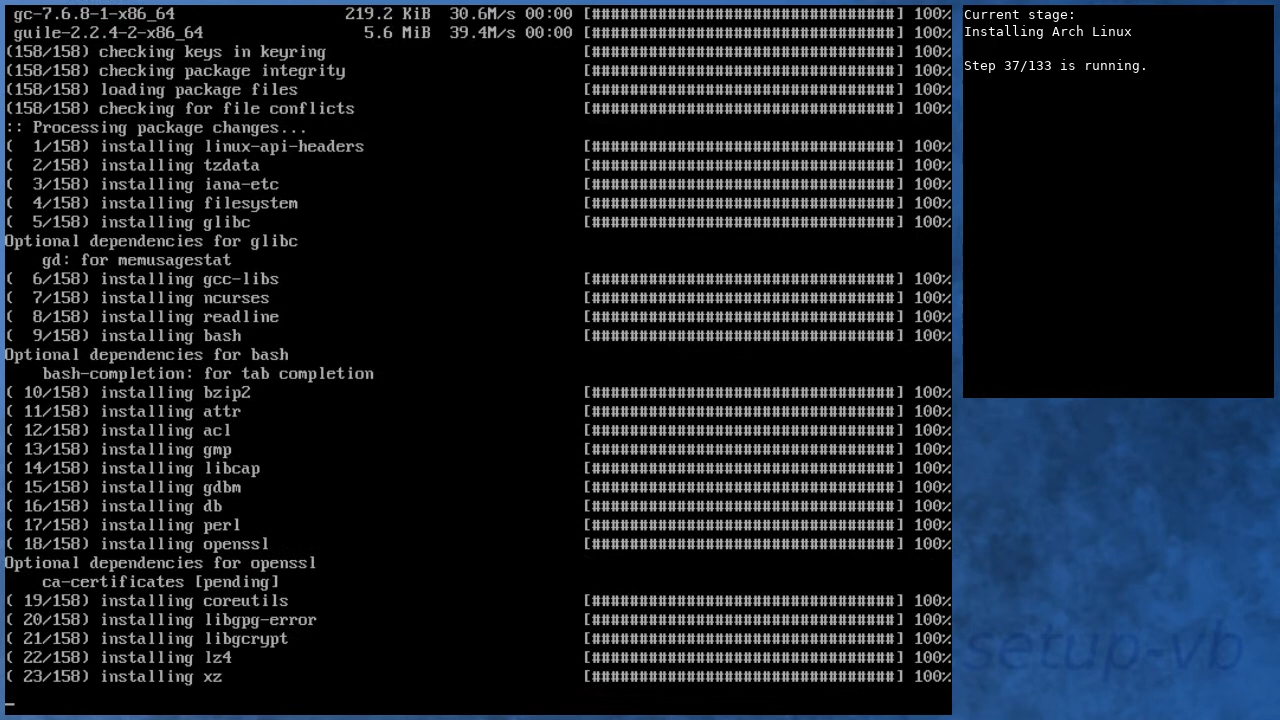 gc-7.6.8-1-x86_64 219.2 KiB 30.6M/s 00:00 [################################] 100%
guile-2.2.4-2-x86_64 5.6 MiB 39.4M/s 00:00 [################################] 100%
(158/158) checking keys in keyring [################################] 100%
(158/158) checking package integrity [################################] 100%
(158/158) loading package files [################################] 100%
(158/158) checking for file conflicts [################################] 100%
:: Processing package changes...
(  1/158) installing linux-api-headers [################################] 100%
(  2/158) installing tzdata [################################] 100%
(  3/158) installing iana-etc [################################] 100%
(  4/158) installing filesystem [################################] 100%
(  5/158) installing glibc [################################] 100%
Optional dependencies for glibc
gd: for memusagestat
(  6/158) installing gcc-libs [################################] 100%
(  7/158) installing ncurses [################################] 100%
(  8/158) installing readline [################################] 100%
(  9/158) installing bash [################################] 100%
Optional dependencies for bash
bash-completion: for tab completion
( 10/158) installing bzip2 [################################] 100%
( 11/158) installing attr [################################] 100%
( 12/158) installing acl [################################] 100%
( 13/158) installing gmp [################################] 100%
( 14/158) installing libcap [################################] 100%
( 15/158) installing gdbm [################################] 100%
( 16/158) installing db [################################] 100%
( 17/158) installing perl [################################] 100%
( 18/158) installing openssl [################################] 100%
Optional dependencies for openssl
ca-certificates [pending]
( 19/158) installing coreutils [################################] 100%
( 20/158) installing libgpg-error [################################] 100%
( 21/158) installing libgcrypt [################################] 100%
( 22/158) installing lz4 [################################] 100%
( 23/158) installing xz [################################] 100%
_
Current stage:
Installing Arch Linux
Step 37/133 is running.
setup-vb